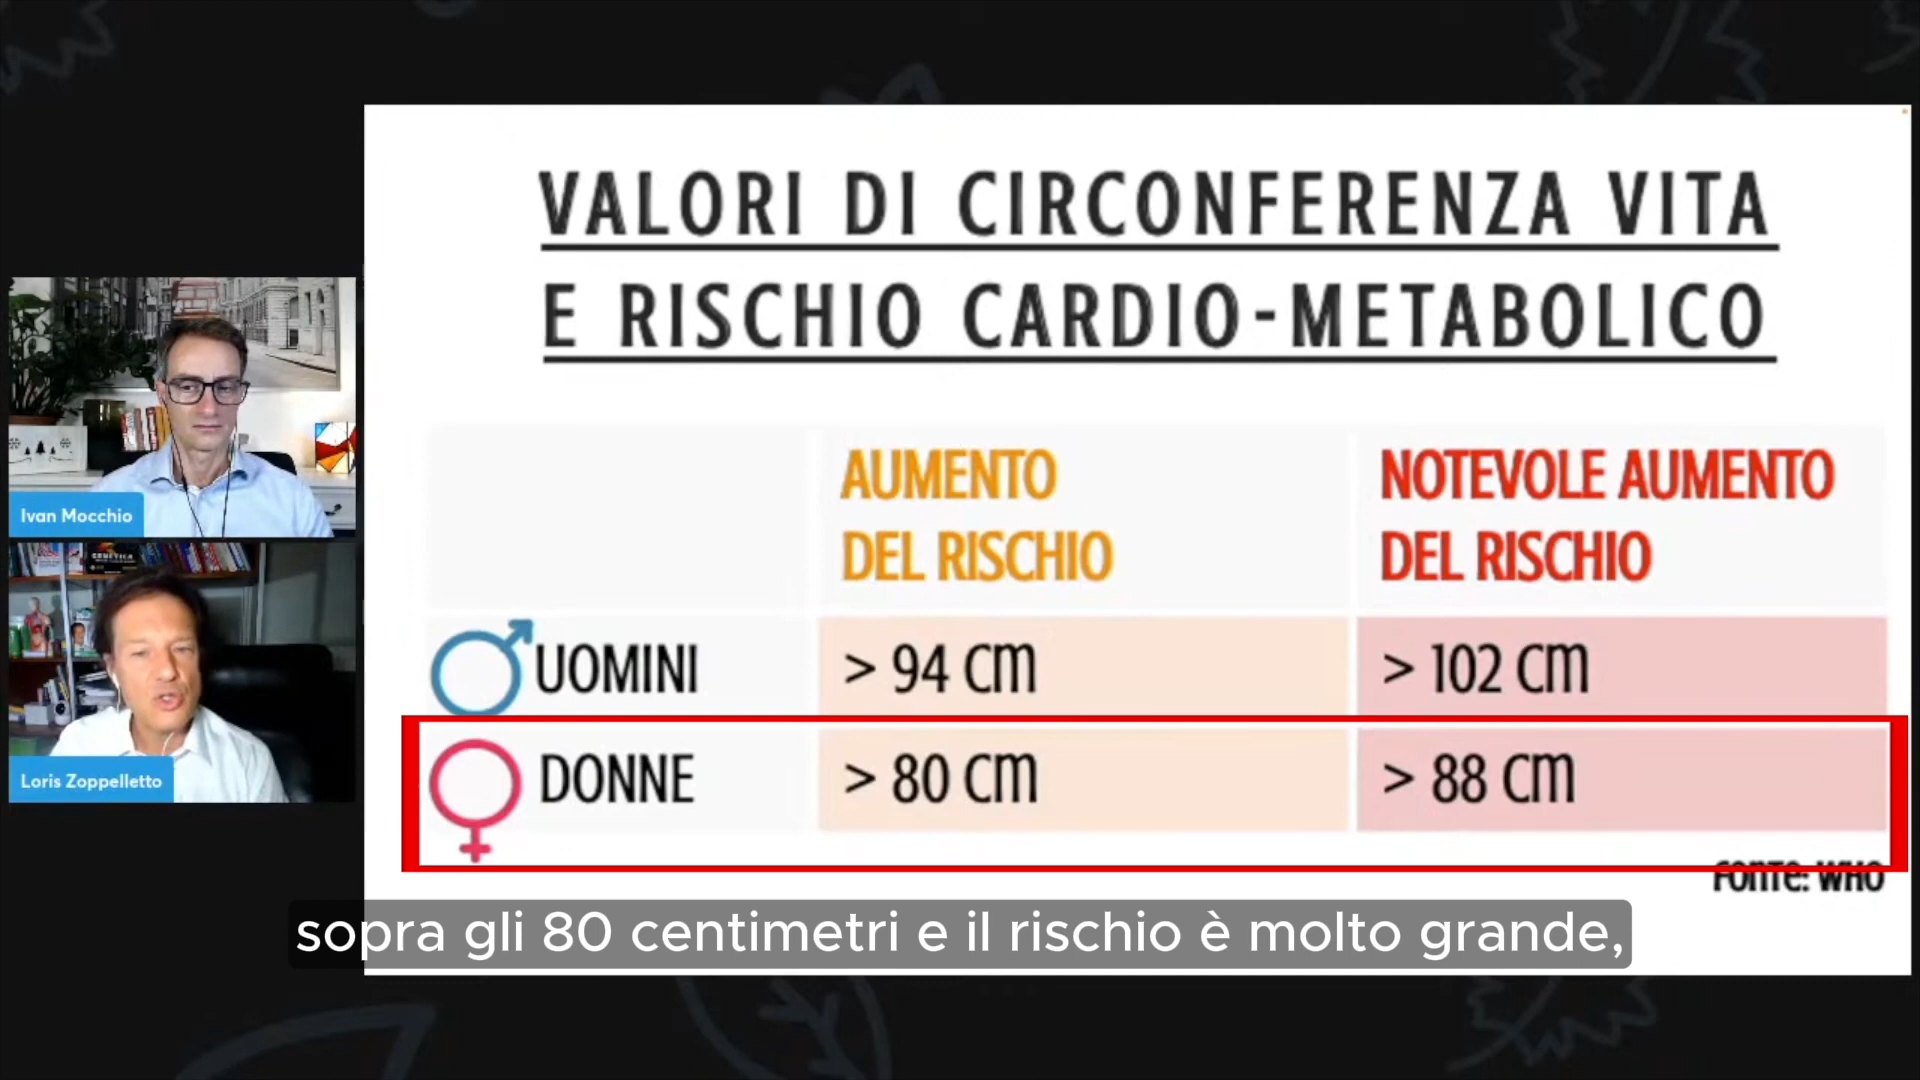 VALORI DI CIRCONFERENZA VITA
E RISCHIO CARDIO-METABOLICO
AUMENTO
DEL RISCHIO
NOTEVOLE AUMENTO
DEL RISCHIO
UOMINI
> 94 CM
> 102 CM
DONNE
> 80 CM
> 88 CM
FONTE: WHO
Ivan Mocchio
GENETICA
Loris Zoppelletto
sopra gli 80 centimetri e il rischio è molto grande,